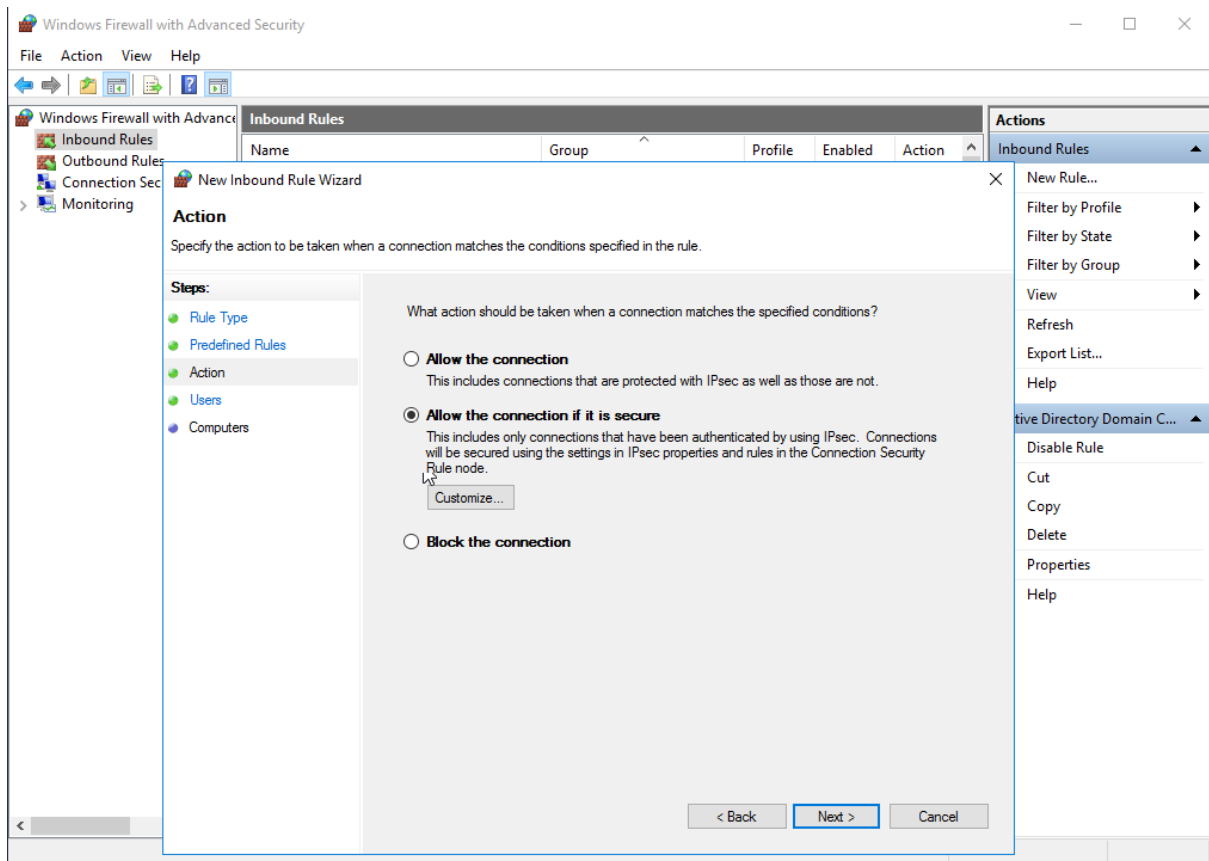 Windows Firewall with Advanced Security
File Action View Help
Windows Firewall with Advance
Inbound Rules
Outbound Rules
Connection Sec
Monitoring
Inbound Rules
Name Group Profile Enabled Action
New Inbound Rule Wizard
Action
Specify the action to be taken when a connection matches the conditions specified in the rule.
Steps:
Rule Type
Predefined Rules
Action
Users
Computers
What action should be taken when a connection matches the specified conditions?
Allow the connection
This includes connections that are protected with IPsec as well as those are not.
Allow the connection if it is secure
This includes only connections that have been authenticated by using IPsec. Connections
will be secured using the settings in IPsec properties and rules in the Connection Security
Rule node.
Customize...
Block the connection
< Back Next > Cancel
Actions
Inbound Rules
New Rule...
Filter by Profile
Filter by State
Filter by Group
View
Refresh
Export List...
Help
tive Directory Domain C...
Disable Rule
Cut
Copy
Delete
Properties
Help